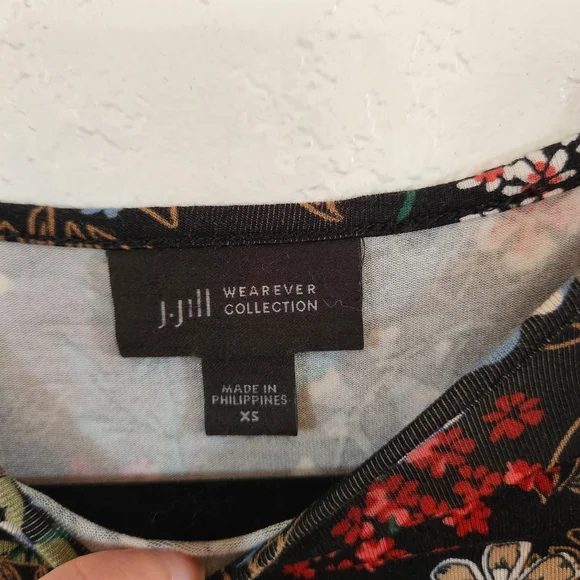 J.Jill WEAREVER
COLLECTION
MADE IN
PHILIPPINES
XS